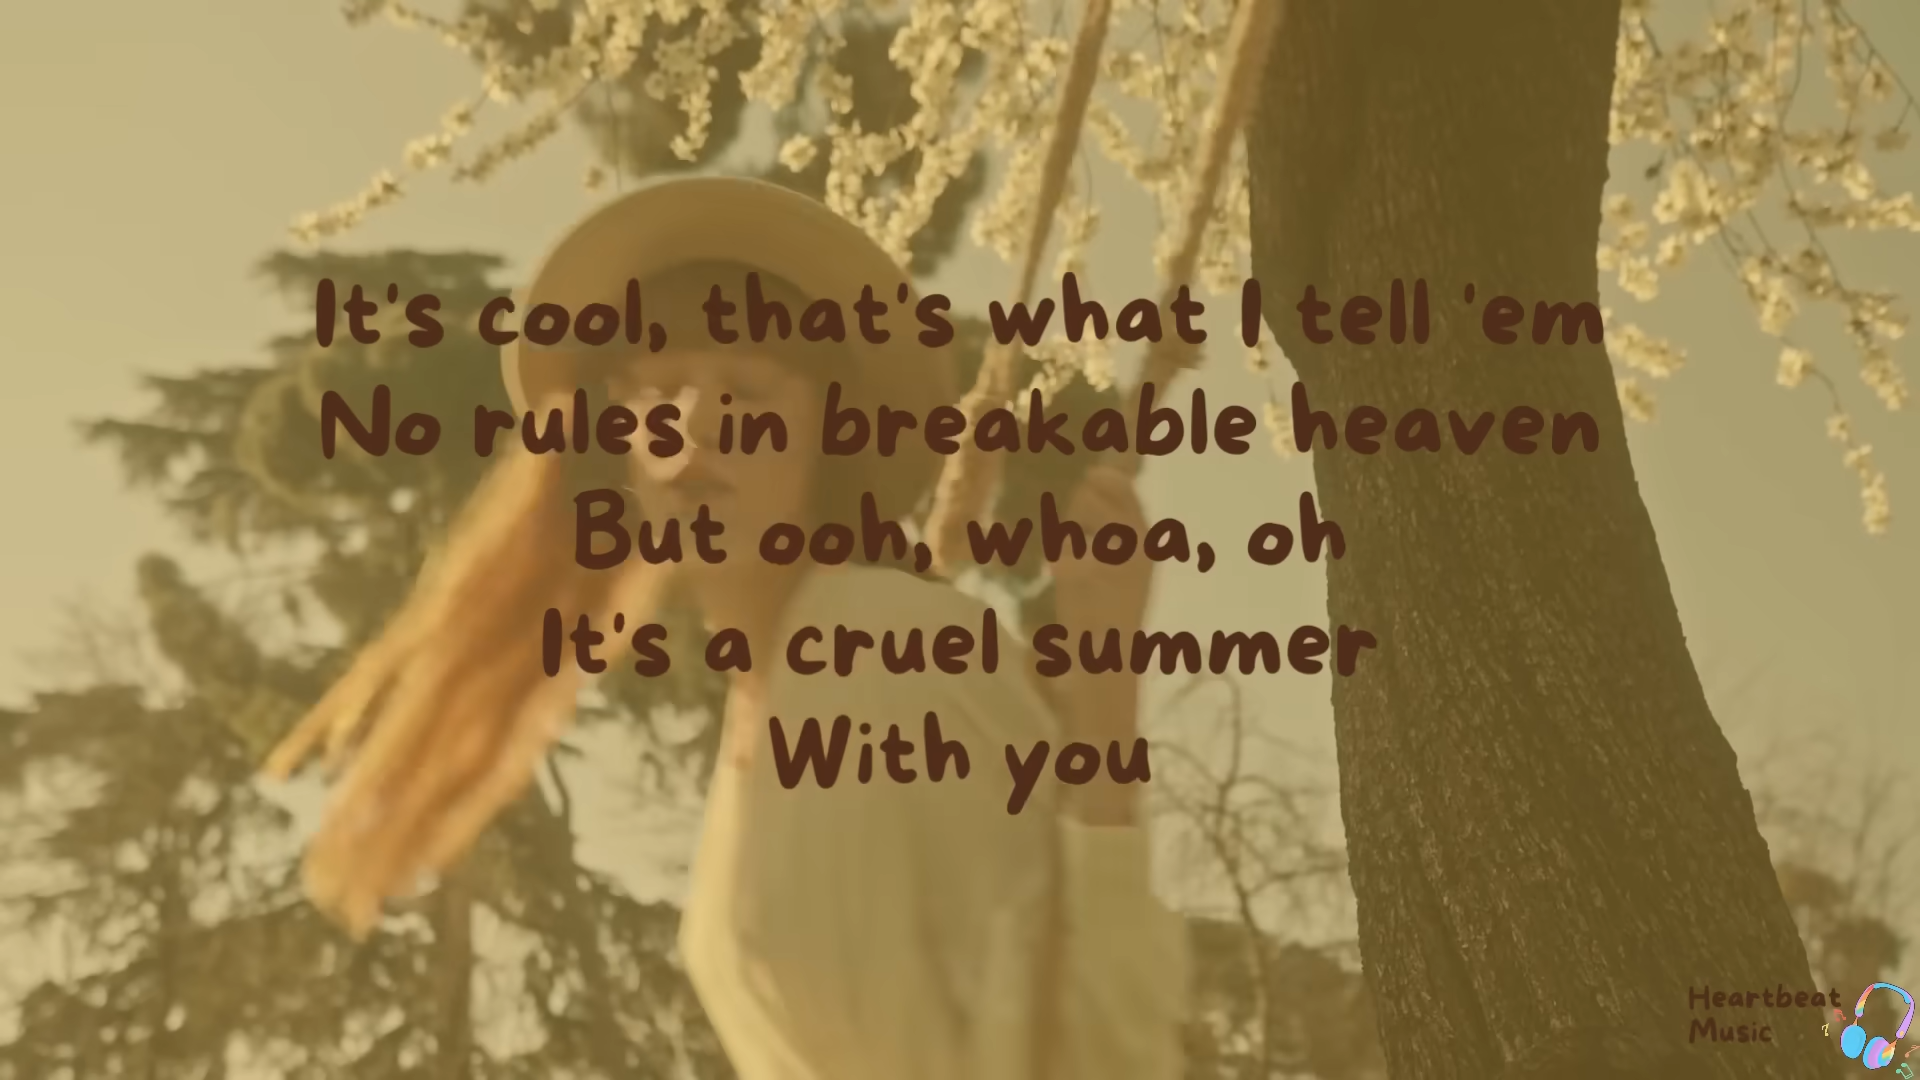 It's cool, that's what I tell 'em
No rules in breakable heaven
But ooh, whoa, oh
It's a cruel summer
With you
Heartbeat
Music